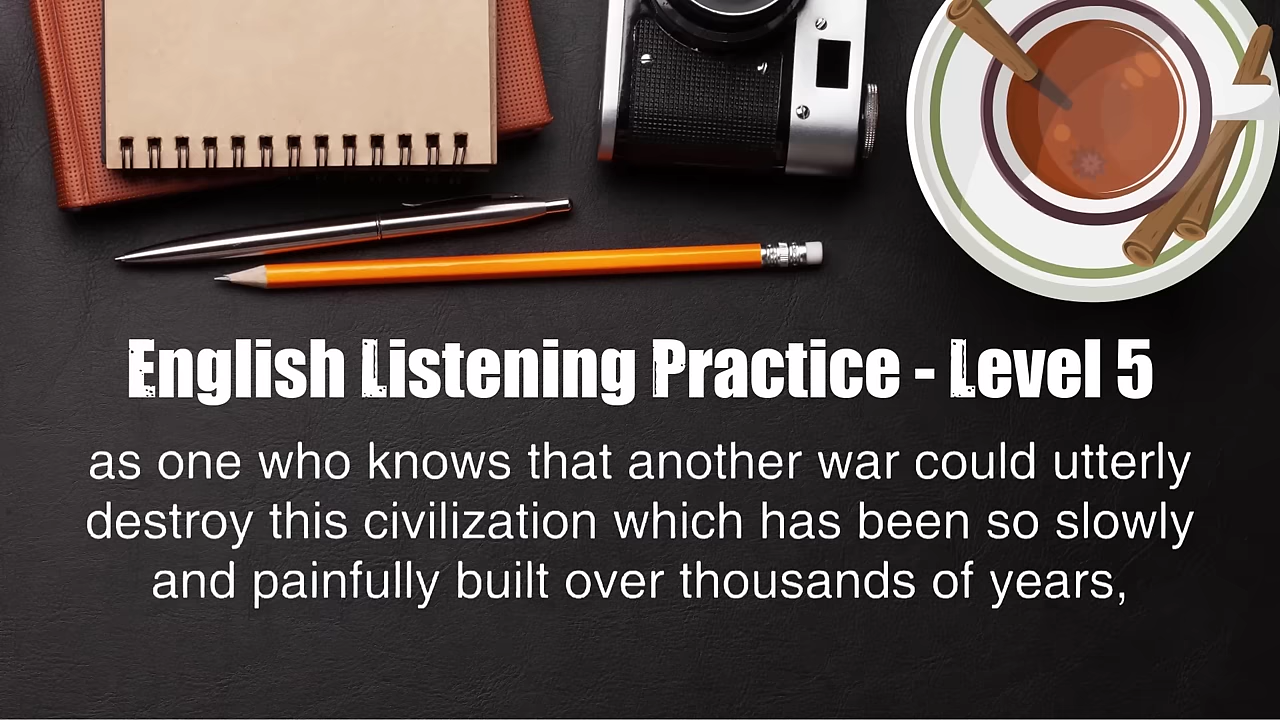 English Listening Practice - Level 5
as one who knows that another war could utterly
destroy this civilization which has been so slowly
and painfully built over thousands of years,